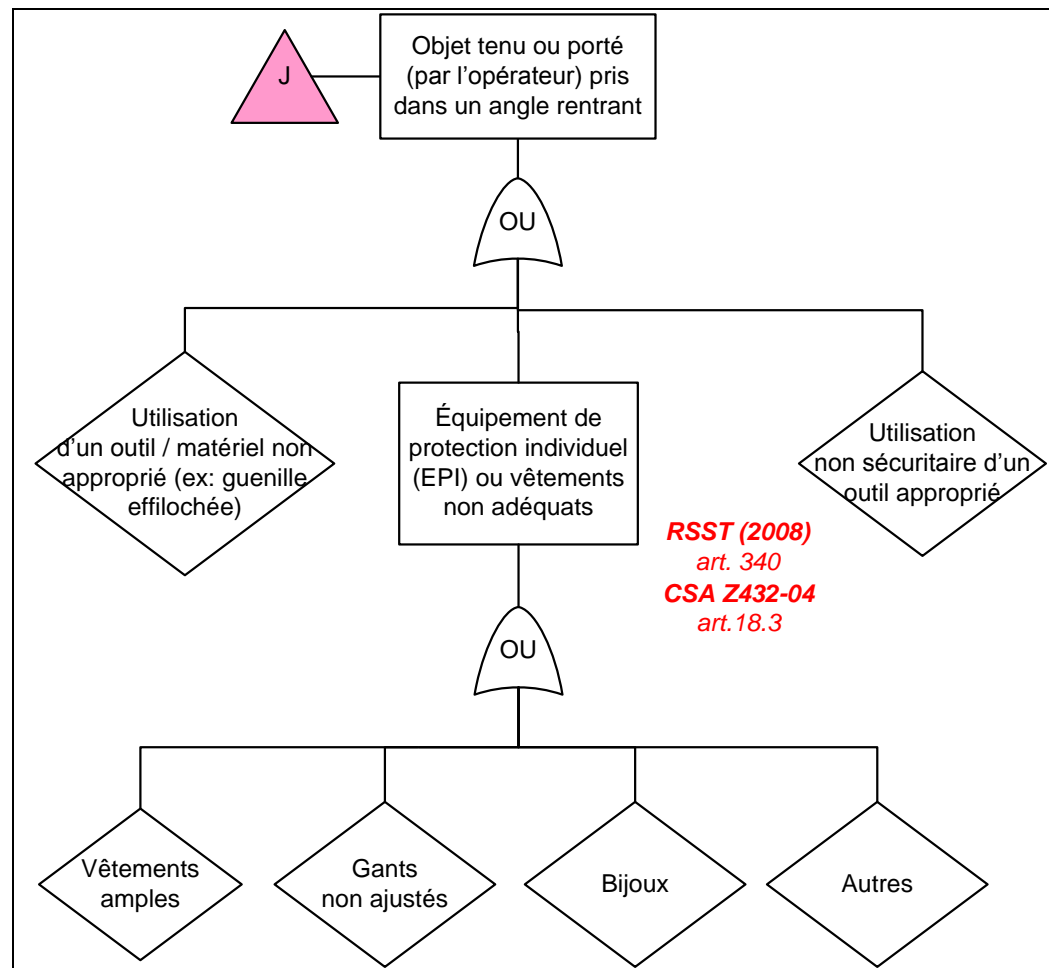 J
Objet tenu ou porté
(par l'opérateur) pris
dans un angle rentrant
OU
Utilisation
d'un outil / matériel non
approprié (ex: guenille
effilochée)
Équipement de
protection individuel
(EPI) ou vêtements
non adéquats
Utilisation
non sécuritaire d'un
outil approprié
RSST (2008)
art. 340
CSA Z432-04
art.18.3
OU
Vêtements
amples
Gants
non ajustés
Bijoux
Autres